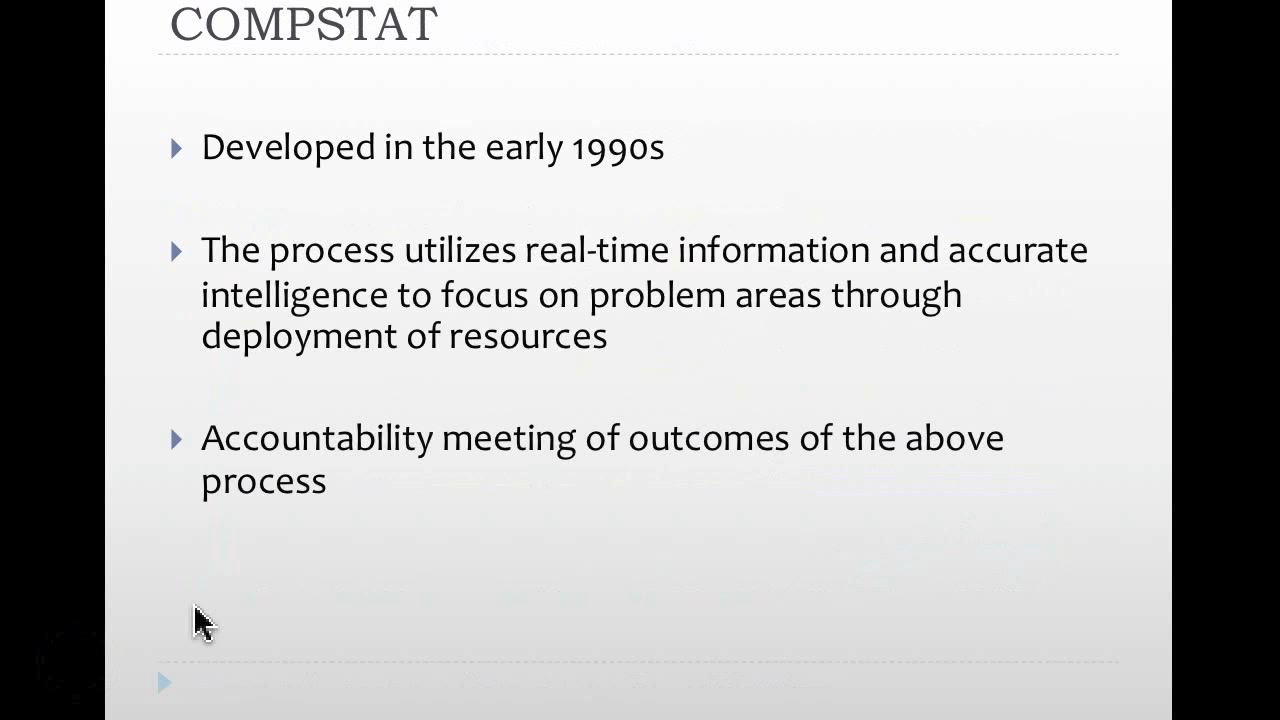 COMPSTAT
Developed in the early 1990s
The process utilizes real-time information and accurate
intelligence to focus on problem areas through
deployment of resources
Accountability meeting of outcomes of the above
process